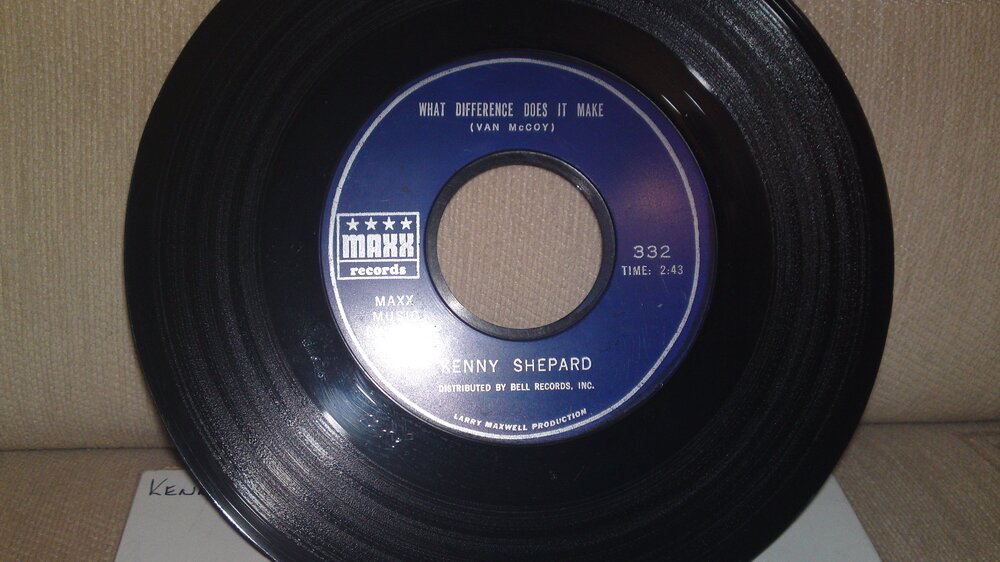 WHAT DIFFERENCE DOES IT MAKE
(VAN McCOY)
MAXX
records
332
TIME: 2:43
MAXX
MUSIC
KENNY SHEPARD
DISTRIBUTED BY BELL RECORDS, INC.
LARRY MAXWELL PRODUCTION